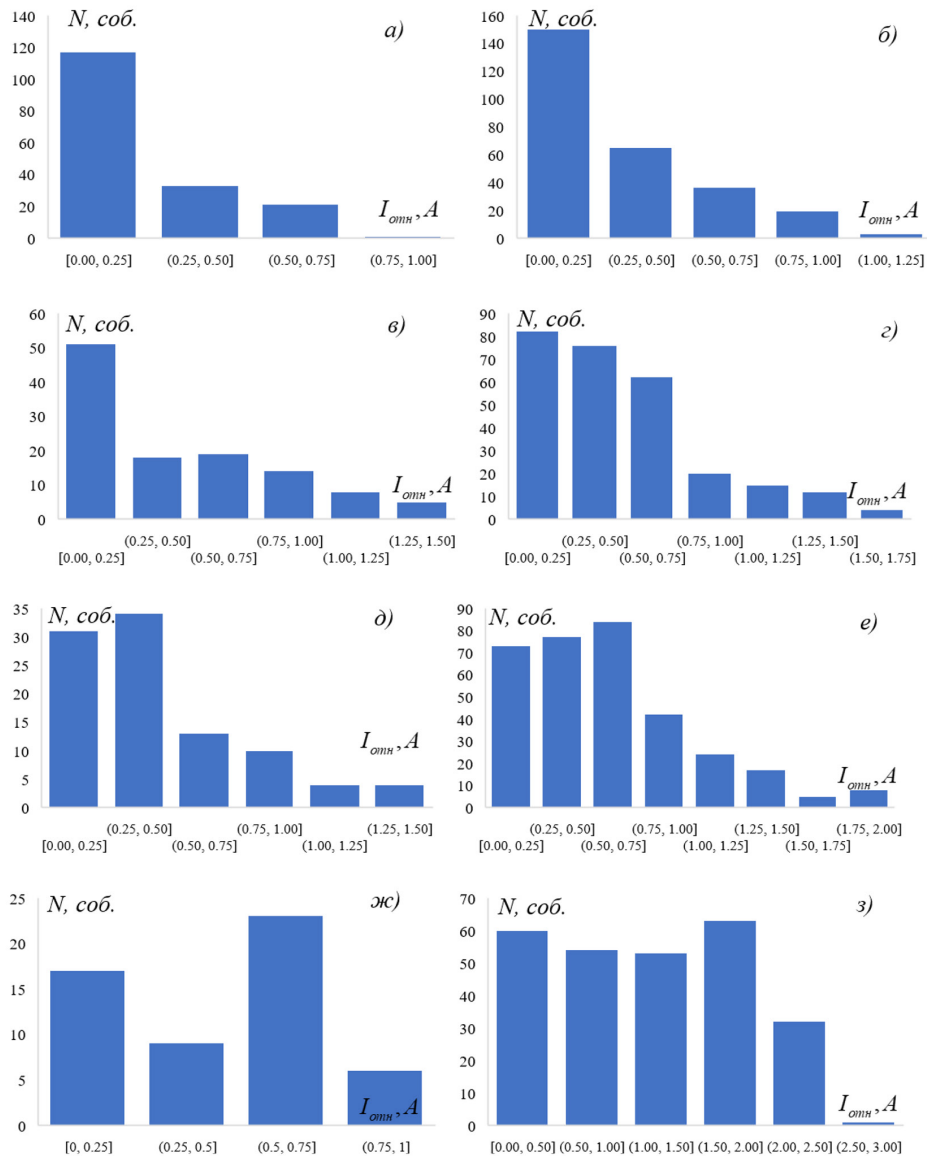 N, соб.
а)
140
120
100
80
60
40
20
0
I отн, A
[0.00, 0.25] (0.25, 0.50] (0.50, 0.75] (0.75, 1.00]
N, соб.
б)
160
140
120
100
80
60
40
20
0
I отн, A
[0.00, 0.25] (0.25, 0.50] (0.50, 0.75] (0.75, 1.00] (1.00, 1.25]
N, соб.
в)
60
50
40
30
20
10
0
I отн, A
(0.25, 0.50] (0.75, 1.00] (1.25, 1.50]
[0.00, 0.25] (0.50, 0.75] (1.00, 1.25]
N, соб.
г)
90
80
70
60
50
40
30
20
10
0
I отн, A
(0.25, 0.50] (0.75, 1.00] (1.25, 1.50]
[0.00, 0.25] (0.50, 0.75] (1.00, 1.25] (1.50, 1.75]
N, соб.
д)
35
30
25
20
15
10
5
0
I отн, A
(0.25, 0.50] (0.75, 1.00] (1.25, 1.50]
[0.00, 0.25] (0.50, 0.75] (1.00, 1.25]
N, соб.
е)
90
80
70
60
50
40
30
20
10
0
I отн, A
(0.25, 0.50] (0.75, 1.00] (1.25, 1.50] (1.75, 2.00]
[0.00, 0.25] (0.50, 0.75] (1.00, 1.25] (1.50, 1.75]
N, соб.
ж)
25
20
15
10
5
0
I отн, A
[0, 0.25] (0.25, 0.5] (0.5, 0.75] (0.75, 1]
N, соб.
з)
70
60
50
40
30
20
10
0
I отн, A
[0.00, 0.50] (0.50, 1.00] (1.00, 1.50] (1.50, 2.00] (2.00, 2.50] (2.50, 3.00]